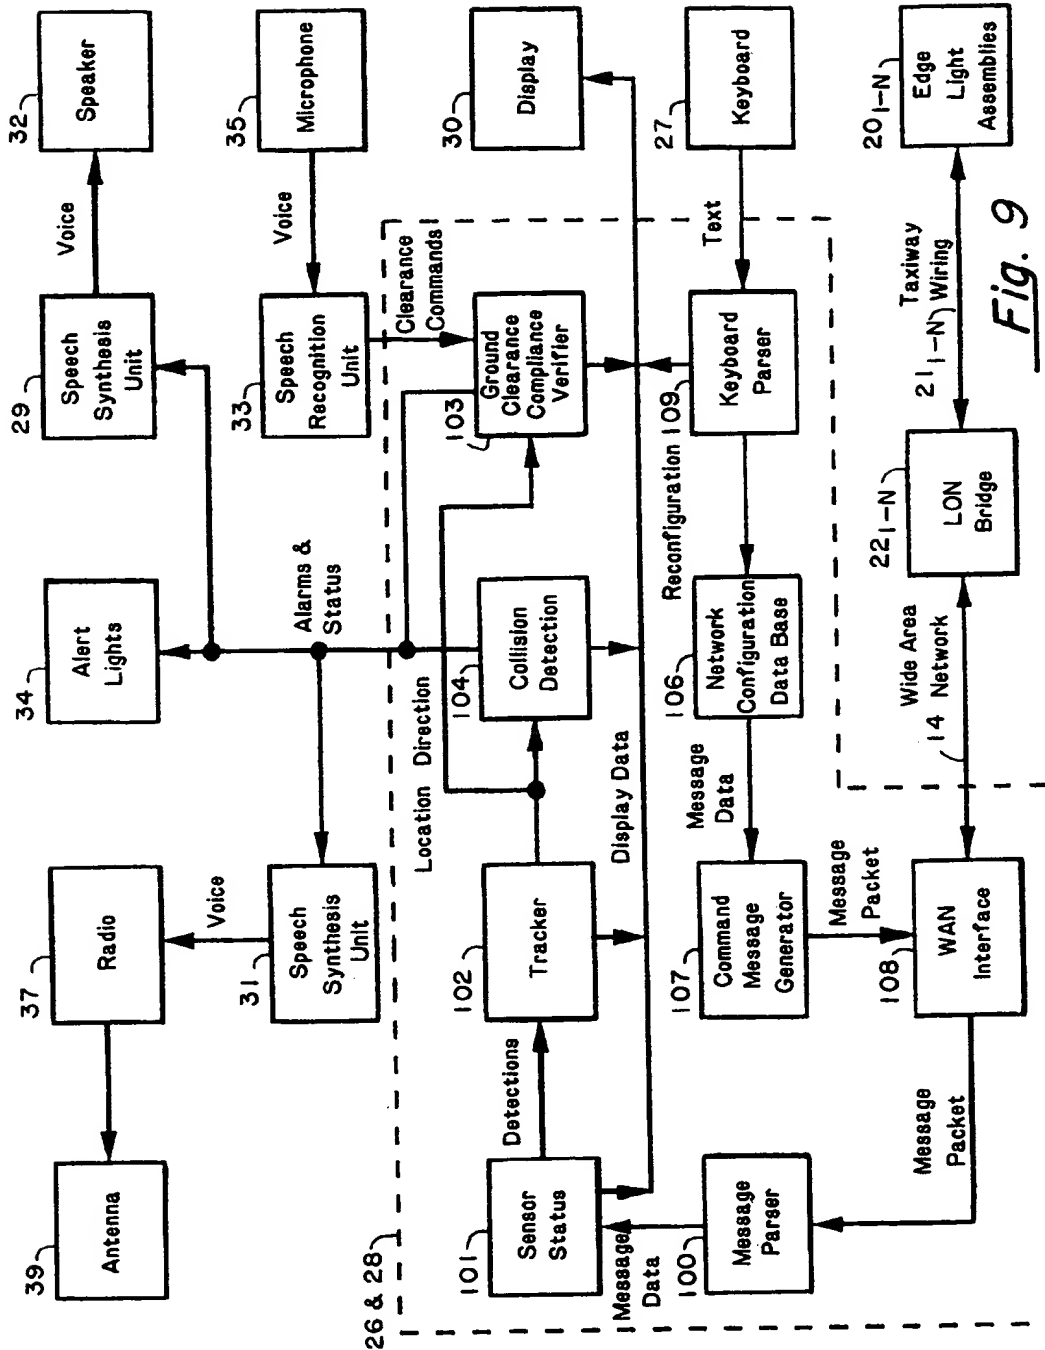 39
Antenna
37
Radio
Voice
31
Speech
Synthesis
Unit
34
Alert
Lights
Alarms &
Status
29
Speech
Synthesis
Unit
Voice
32
Speaker
33
Speech
Recognition
Unit
Voice
35
Microphone
Clearance
Commands
26 & 28
101
Sensor
Status
Detections
102
Tracker
Location Direction
104
Collision
Detection
103
Ground
Clearance
Compliance
Verifier
30
Display
Message
Data
Display Data
100
Message
Parser
107
Command
Message
Generator
Message
Data
106
Network
Configuration
Data Base
Reconfiguration
109
Keyboard
Parser
Text
27
Keyboard
Message
Packet
Message
Packet
108
WAN
Interface
Wide Area
14 Network
22 1-N
LON
Bridge
Taxiway
21 1-N Wiring
20 1-N
Edge
Light
Assemblies
Fig. 9